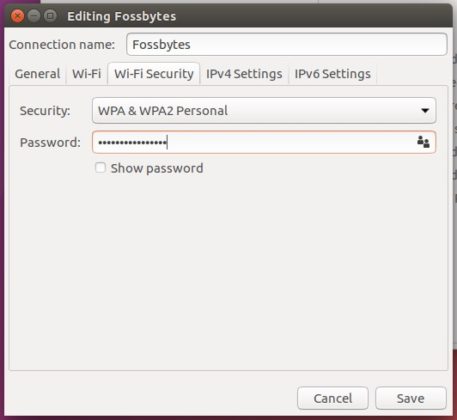 Editing Fossbytes
Connection name: Fossbytes
General Wi-Fi Wi-Fi Security IPv4 Settings IPv6 Settings
Security: WPA & WPA2 Personal
Password: ••••••••••••••••
Show password
Cancel Save